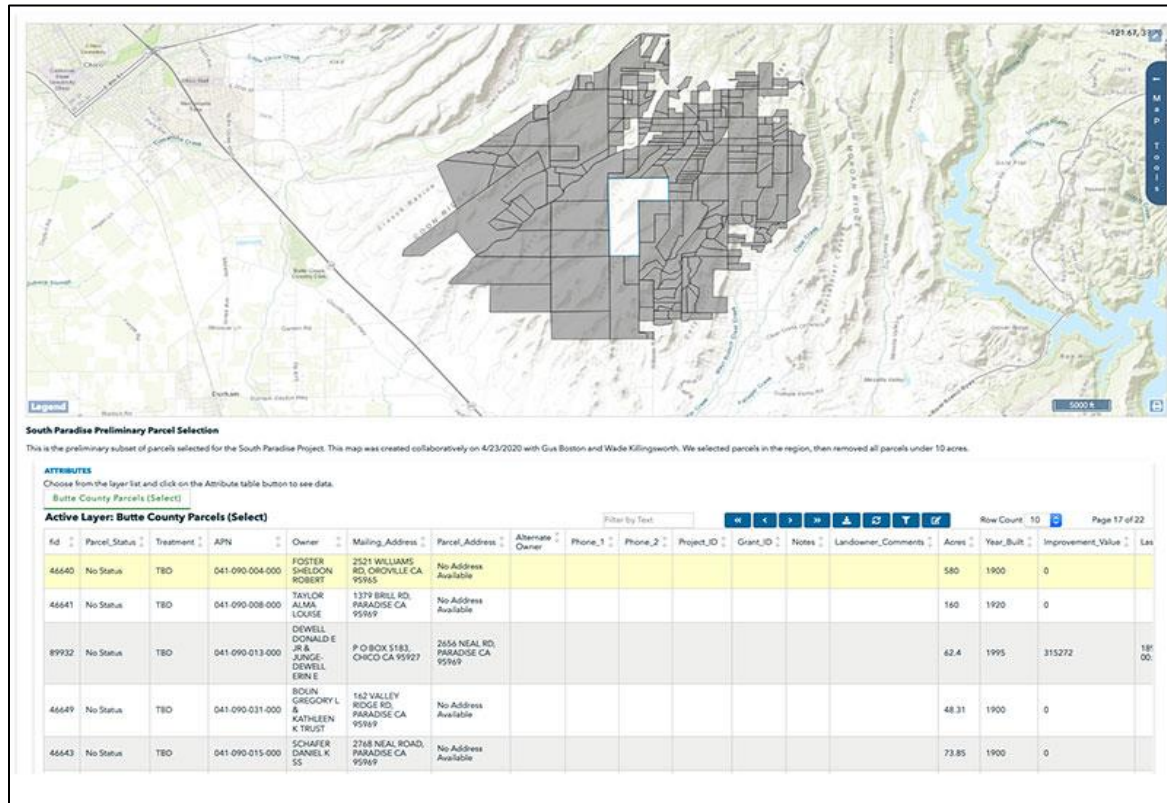 -121.67, 3
Map Tools
Chico
Durham
Legend
5000 ft
South Paradise Preliminary Parcel Selection
This is the preliminary subset of parcels selected for the South Paradise Project. This map was created collaboratively on 4/23/2020 with Gus Boston and Wade Killingsworth. We selected parcels in the region, then removed all parcels under 10 acres.
ATTRIBUTES
Choose from the layer list and click on the Attribute table button to see data.
Butte County Parcels (Select)
Active Layer: Butte County Parcels (Select)
Filter by Text
Row Count 10
Page 17 of 22
fid Parcel_Status Treatment APN Owner Mailing_Address Parcel_Address Alternate Owner Phone_1 Phone_2 Project_ID Grant_ID Notes Landowner_Comments Acres Year_Built Improvement_Value Las
46640 No Status TBD 041-090-004-000 FOSTER SHELDON ROBERT 2521 WILLIAMS RD, OROVILLE CA 95965 No Address Available 580 1900 0
46641 No Status TBD 041-090-008-000 TAYLOR ALMA LOUISE 1379 BRILL RD, PARADISE CA 95969 No Address Available 160 1920 0
89932 No Status TBD 041-090-013-000 DEWELL DONALD E JR & JUNGE-DEWELL ERIN E P O BOX 5183, CHICO CA 95927 2656 NEAL RD, PARADISE CA 95969 62.4 1995 315272
46649 No Status TBD 041-090-031-000 BOLIN GREGORY L & KATHLEEN K TRUST 162 VALLEY RIDGE RD, PARADISE CA 95969 No Address Available 48.31 1900 0
46643 No Status TBD 041-090-015-000 SCHAFER DANIEL K SS 2768 NEAL ROAD, PARADISE CA 95969 No Address Available 73.85 1900 0